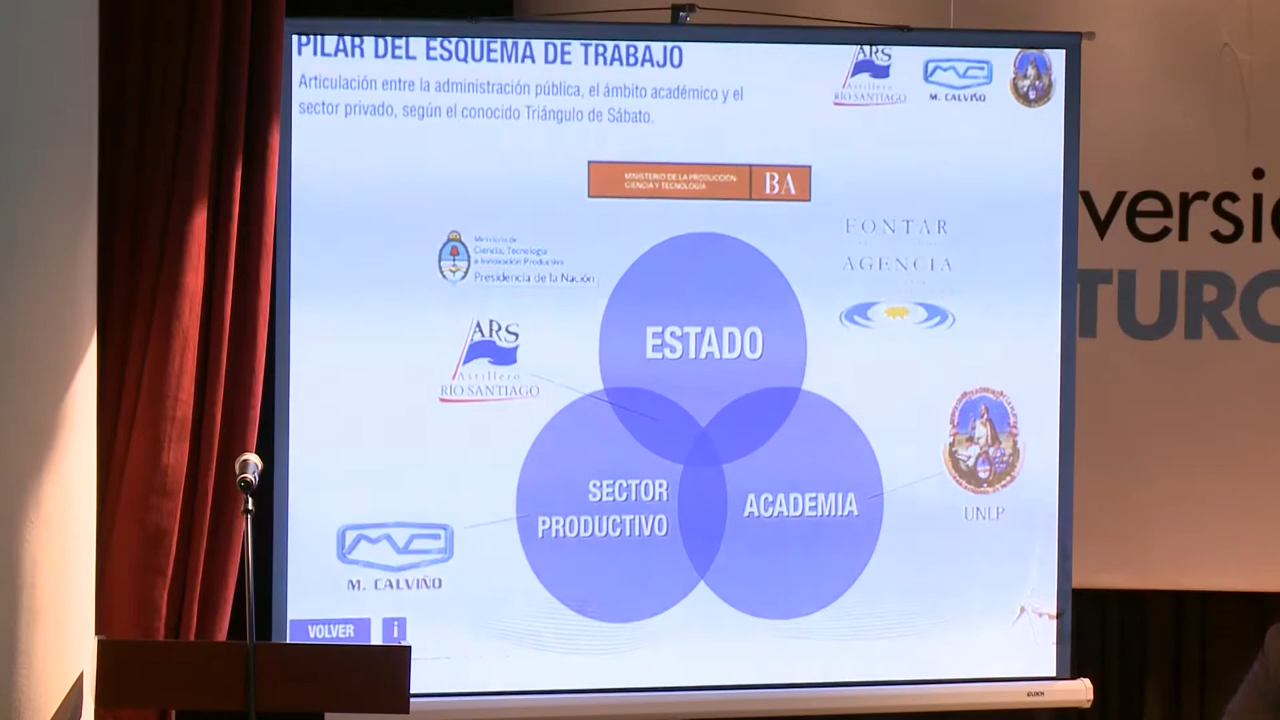 PILAR DEL ESQUEMA DE TRABAJO
Articulación entre la administración pública, el ámbito académico y el
sector privado, según el conocido Triángulo de Sábato.
ARS
Astillero
RÍO SANTIAGO
MC
M. CALVIÑO
MINISTERIO DE LA PRODUCCIÓN
CIENCIA Y TECNOLOGÍA
BA
Ministerio de
Ciencia, Tecnología
e Innovación Productiva
Presidencia de la Nación
FONTAR
AGENCIA
ESTADO
ARS
Astillero
RÍO SANTIAGO
SECTOR
PRODUCTIVO
ACADEMIA
UNLP
MC
M. CALVIÑO
VOLVER
i
versi
TURO